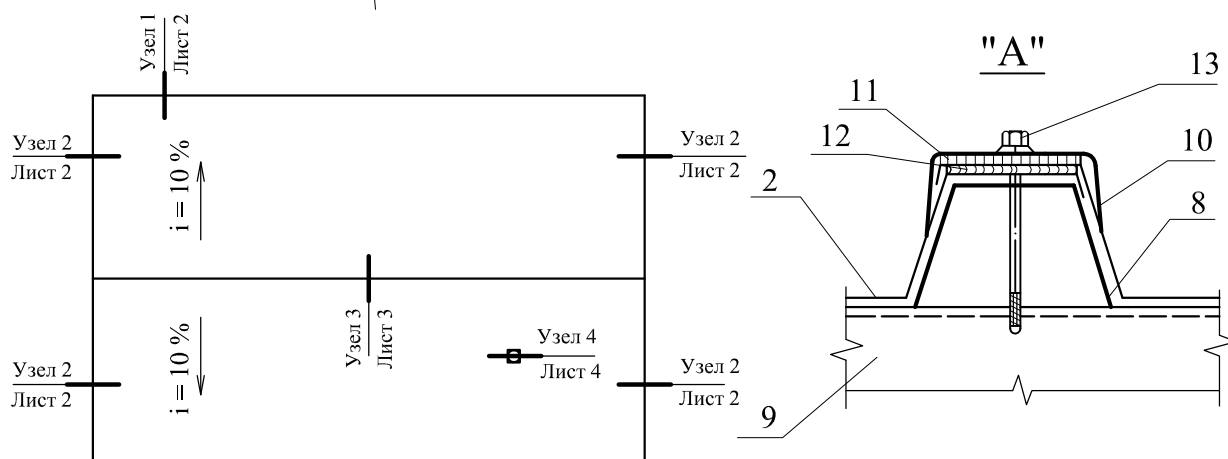 Узел 1
Лист 2
Узел 2
Лист 2
i = 10 %
Узел 2
Лист 2
Узел 3
Лист 3
Узел 4
Лист 4
Узел 2
Лист 2
i = 10 %
Узел 2
Лист 2
"А"
13
11
12
10
2
8
9